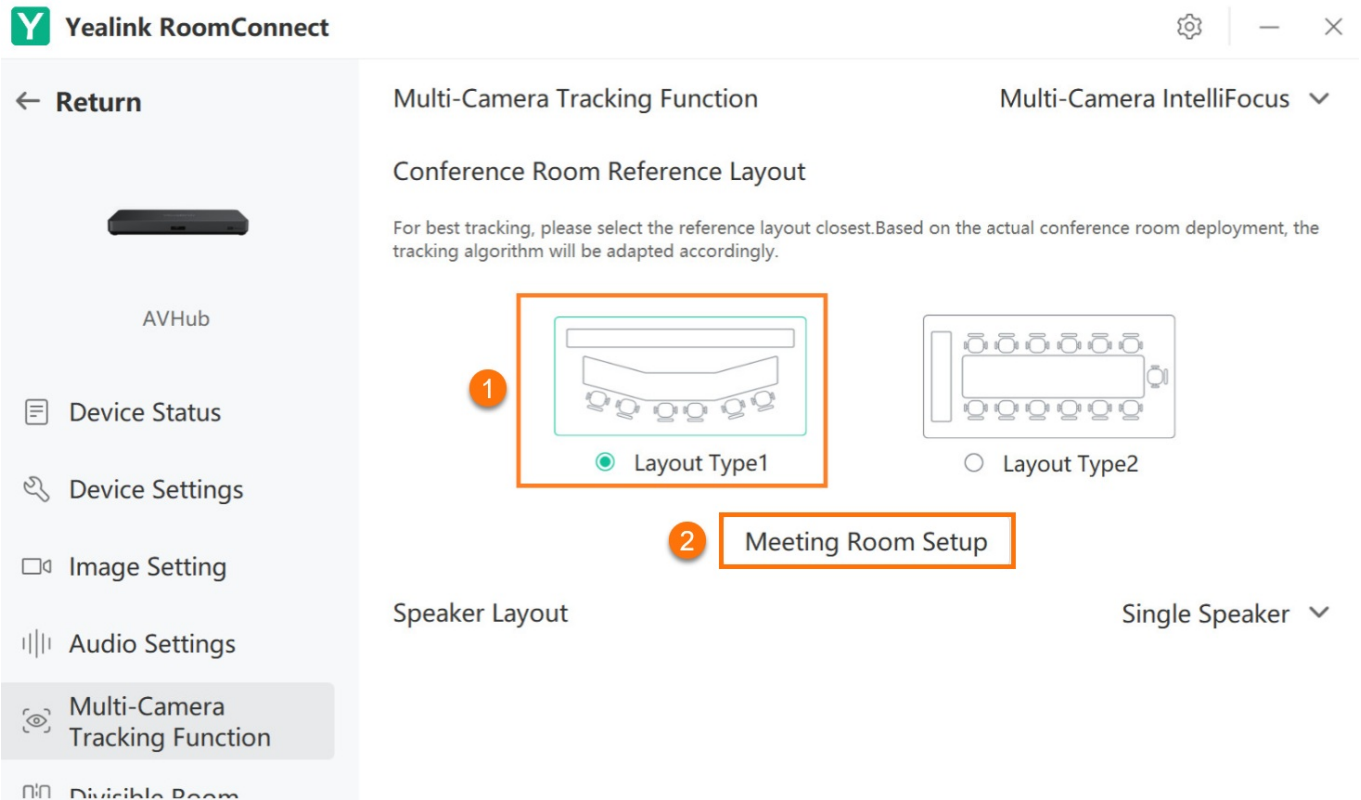 Y Yealink RoomConnect
← Return
AVHub
Device Status
Device Settings
Image Setting
Audio Settings
Multi-Camera
Tracking Function
Divisible Room
Multi-Camera Tracking Function
Multi-Camera IntelliFocus
Conference Room Reference Layout
For best tracking, please select the reference layout closest.Based on the actual conference room deployment, the
tracking algorithm will be adapted accordingly.
1
Layout Type1
Layout Type2
2
Meeting Room Setup
Speaker Layout
Single Speaker